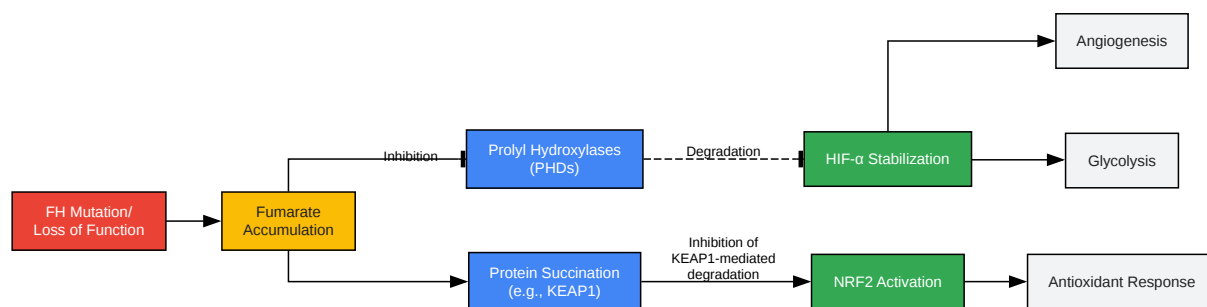 Angiogenesis
Inhibition
Prolyl Hydroxylases
(PHDs)
Degradation
HIF-α Stabilization
Glycolysis
FH Mutation/
Loss of Function
Fumarate
Accumulation
Protein Succination
(e.g., KEAP1)
Inhibition of
KEAP1-mediated
degradation
NRF2 Activation
Antioxidant Response